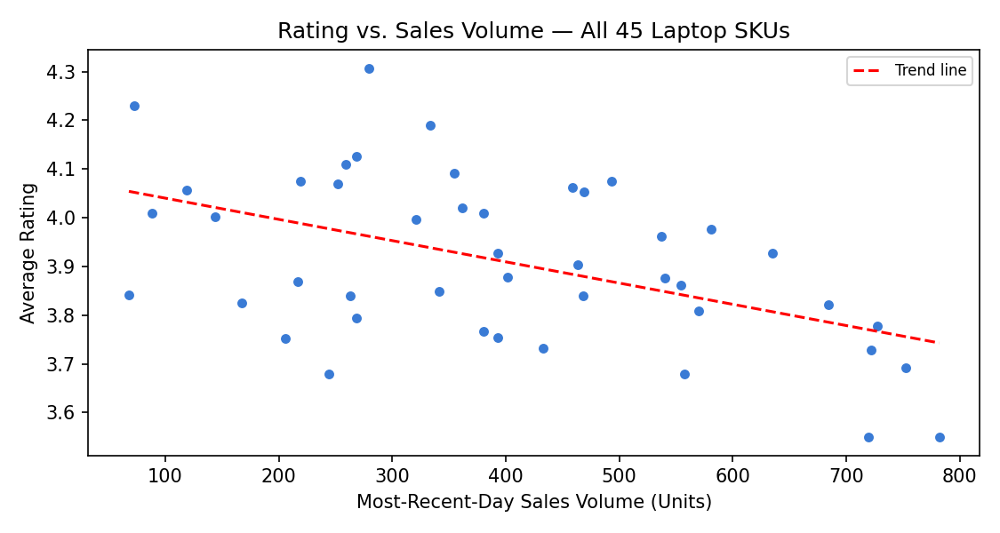 Rating vs. Sales Volume — All 45 Laptop SKUs
Trend line
Average Rating
4.3
4.2
4.1
4.0
3.9
3.8
3.7
3.6
100 200 300 400 500 600 700 800
Most-Recent-Day Sales Volume (Units)